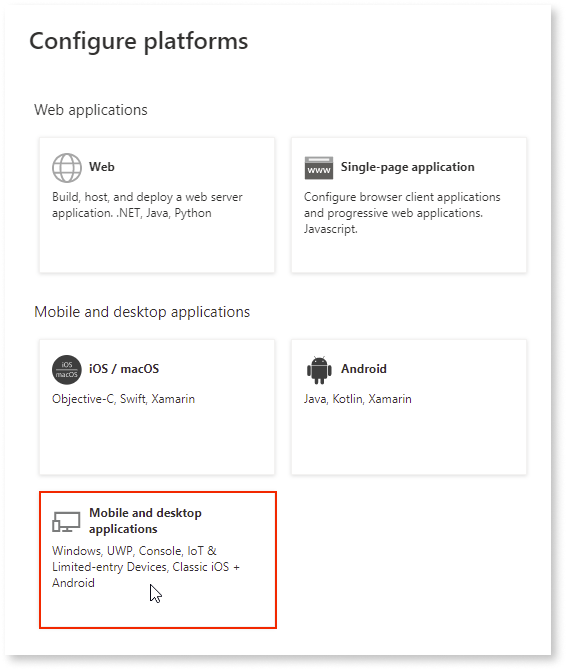 Configure platforms
Web applications
Web
Build, host, and deploy a web server
application. .NET, Java, Python
www
Single-page application
Configure browser client applications
and progressive web applications.
Javascript.
Mobile and desktop applications
iOS
macOS
iOS / macOS
Objective-C, Swift, Xamarin
Android
Java, Kotlin, Xamarin
Mobile and desktop
applications
Windows, UWP, Console, IoT &
Limited-entry Devices, Classic iOS +
Android